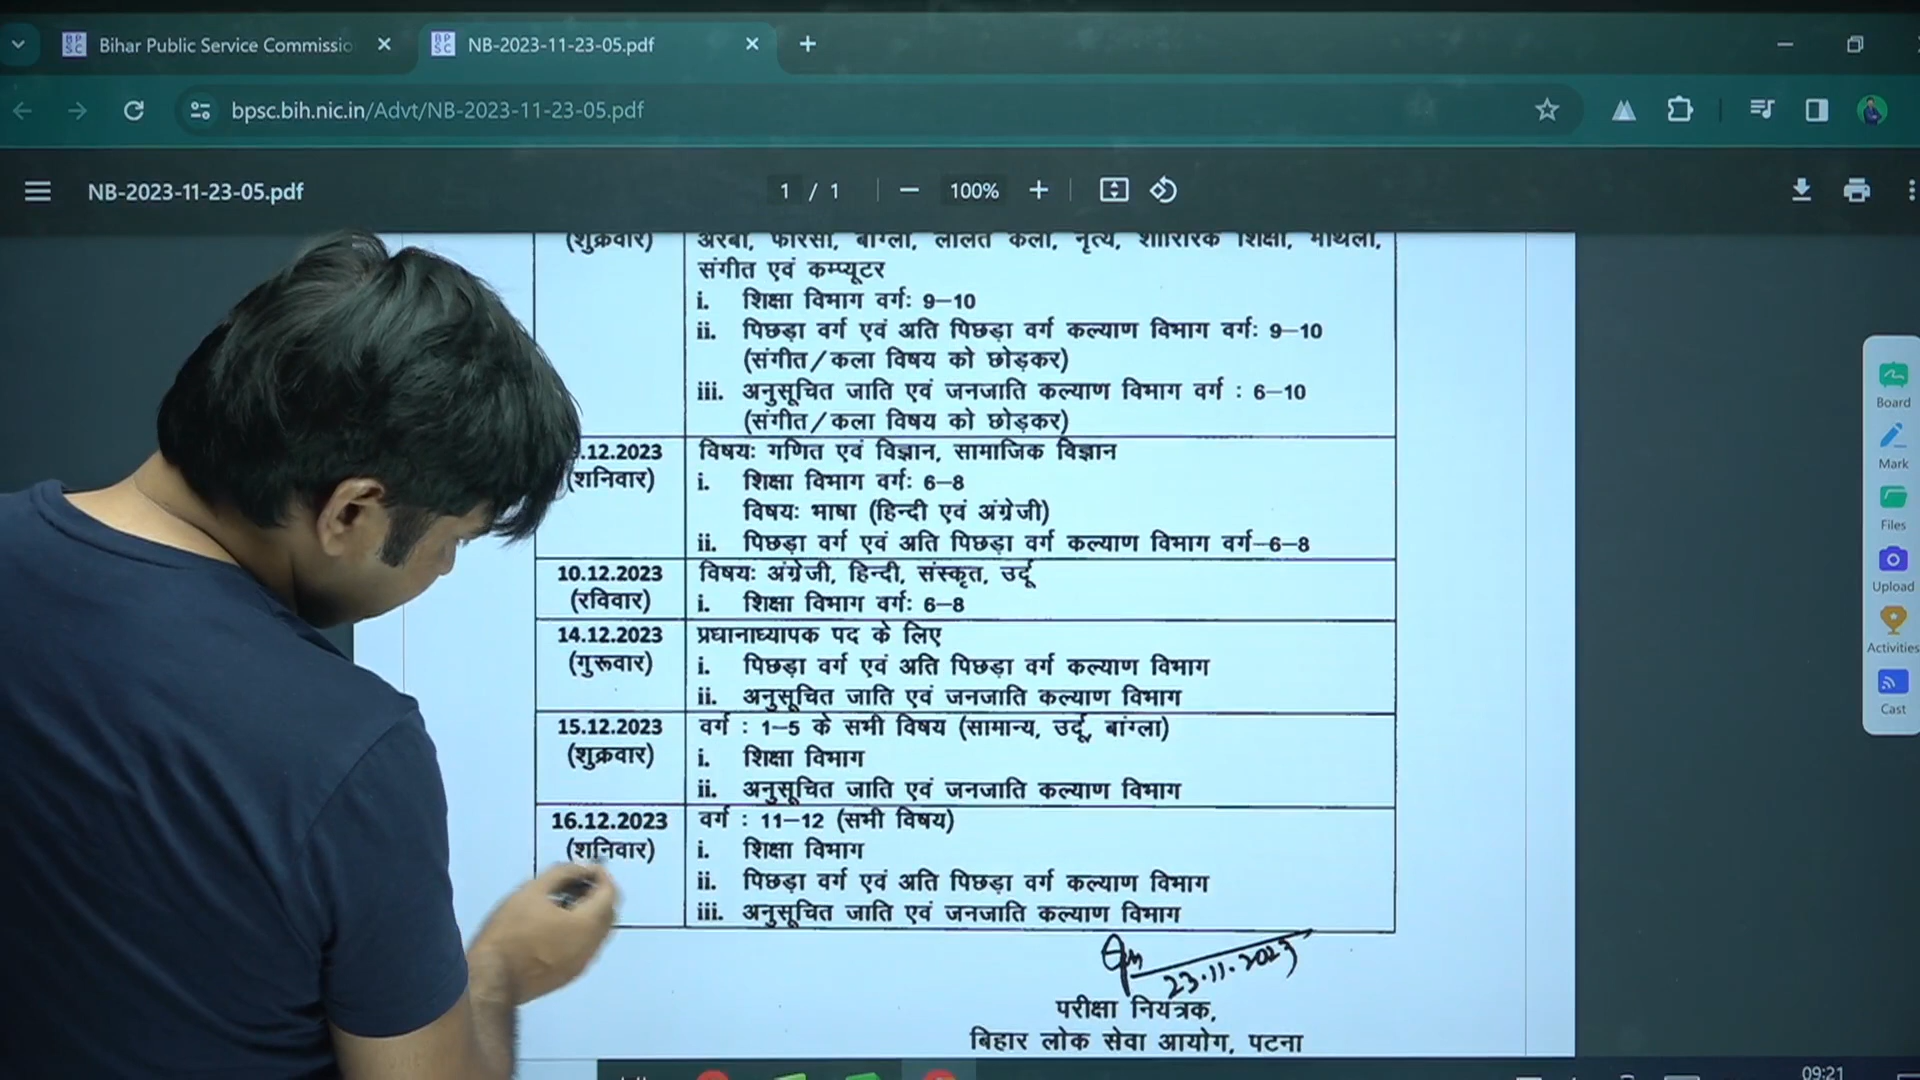 Bihar Public Service Commissio
NB-2023-11-23-05.pdf
bpsc.bih.nic.in/Advt/NB-2023-11-23-05.pdf
NB-2023-11-23-05.pdf
1 / 1
100%
(शुक्रवार)
अरबी, फारसी, बांग्ला, ललित कला, नृत्य, शारिरिक शिक्षा, मैथिली,
संगीत एवं कम्प्यूटर
i. शिक्षा विभाग वर्गः 9–10
ii. पिछड़ा वर्ग एवं अति पिछड़ा वर्ग कल्याण विभाग वर्गः 9–10
(संगीत/कला विषय को छोड़कर)
iii. अनुसूचित जाति एवं जनजाति कल्याण विभाग वर्ग : 6–10
(संगीत/कला विषय को छोड़कर)
.12.2023
(शनिवार)
विषयः गणित एवं विज्ञान, सामाजिक विज्ञान
i. शिक्षा विभाग वर्गः 6–8
विषयः भाषा (हिन्दी एवं अंग्रेजी)
ii. पिछड़ा वर्ग एवं अति पिछड़ा वर्ग कल्याण विभाग वर्ग–6–8
10.12.2023
(रविवार)
विषयः अंग्रेजी, हिन्दी, संस्कृत, उर्दू
i. शिक्षा विभाग वर्गः 6–8
14.12.2023
(गुरूवार)
प्रधानाध्यापक पद के लिए
i. पिछड़ा वर्ग एवं अति पिछड़ा वर्ग कल्याण विभाग
ii. अनुसूचित जाति एवं जनजाति कल्याण विभाग
15.12.2023
(शुक्रवार)
वर्ग : 1–5 के सभी विषय (सामान्य, उर्दू, बांग्ला)
i. शिक्षा विभाग
ii. अनुसूचित जाति एवं जनजाति कल्याण विभाग
16.12.2023
(शनिवार)
वर्ग : 11–12 (सभी विषय)
i. शिक्षा विभाग
ii. पिछड़ा वर्ग एवं अति पिछड़ा वर्ग कल्याण विभाग
iii. अनुसूचित जाति एवं जनजाति कल्याण विभाग
23.11.2023
परीक्षा नियंत्रक,
बिहार लोक सेवा आयोग, पटना
Board
Mark
Files
Upload
Activities
Cast
09:21